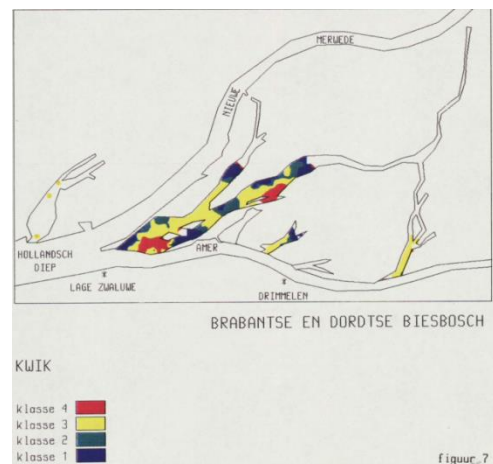 MERWEDE
NIEUWE
HOLLANDSCH
DIEP
AMER
LAGE ZWALUWE
DRIMMELEN
BRABANTSE EN DORDTSE BIESBOSCH
KWIK
klasse 4
klasse 3
klasse 2
klasse 1
figuur.7